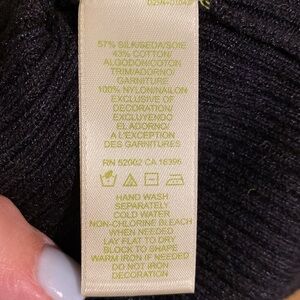 57% SILK/SEDA/SOIE
43% COTTON/
ALGODON/COTON
TRIM/ADORNO/
GARNITURE
100% NYLON/NAILON
EXCLUSIVE OF
DECORATION/
EXCLUYENDO
EL ADORNO/
A L'EXCEPTION
DES GARNITURES
RN 52002 CA 16396
HAND WASH
SEPARATELY
COLD WATER
NON-CHLORINE BLEACH
WHEN NEEDED
LAY FLAT TO DRY
BLOCK TO SHAPE
WARM IRON IF NEEDED
DO NOT IRON
DECORATION